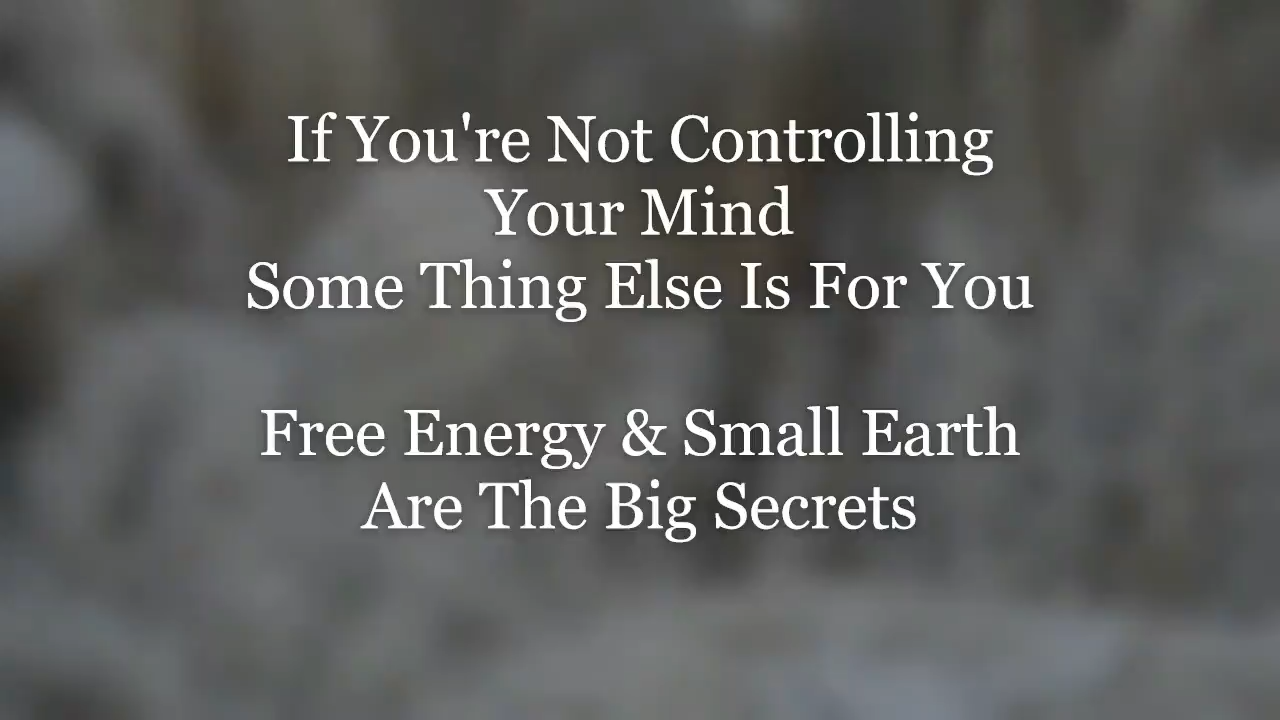 If You're Not Controlling
Your Mind
Some Thing Else Is For You
Free Energy & Small Earth
Are The Big Secrets